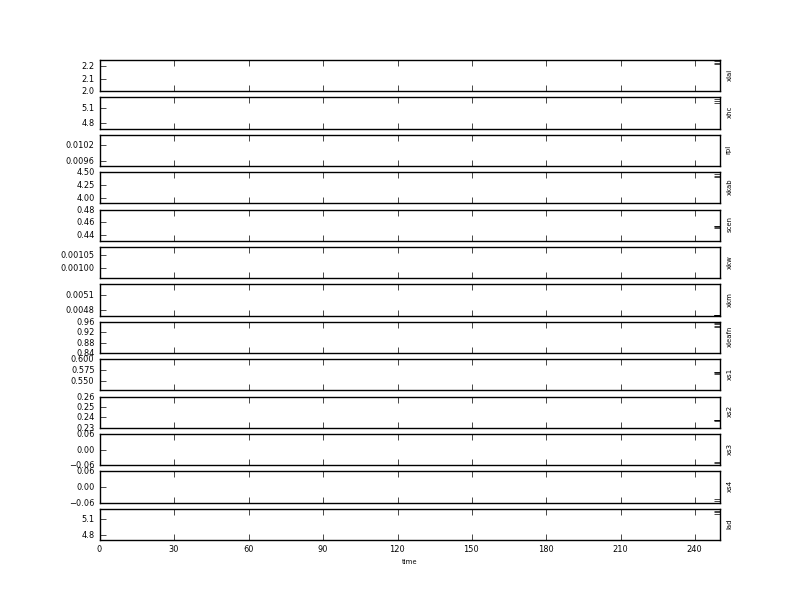 2.2
2.1
2.0
xlai
5.1
4.8
xhc
0.0102
0.0096
rpi
4.50
4.25
4.00
xkab
0.48
0.46
0.44
scen
0.00105
0.00100
xkw
0.0051
0.0048
xkm
0.96
0.92
0.88
0.84
xleafn
0.600
0.575
0.550
xs1
0.26
0.25
0.24
0.23
xs2
0.06
0.00
−0.06
xs3
0.06
0.00
−0.06
xs4
5.1
4.8
lad
0 30 60 90 120 150 180 210 240
time